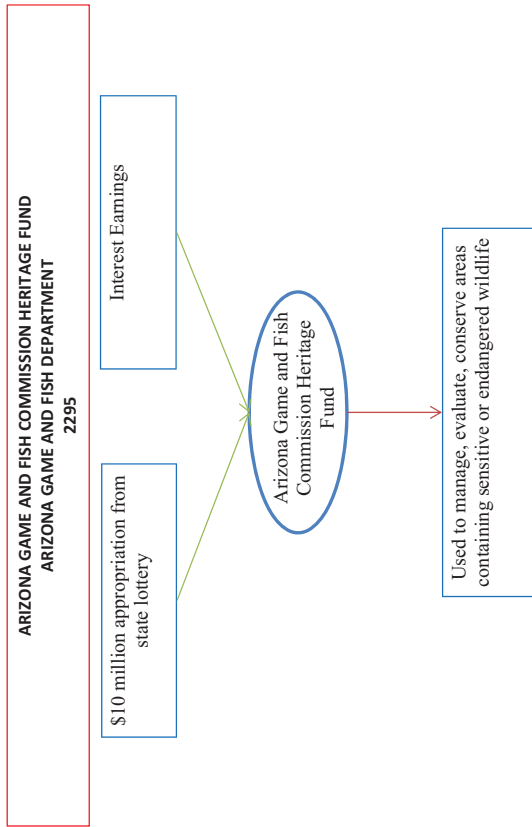 ARIZONA GAME AND FISH COMMISSION HERITAGE FUND
ARIZONA GAME AND FISH DEPARTMENT
2295
$10 million appropriation from
state lottery
Interest Earnings
Arizona Game and Fish
Commission Heritage
Fund
Used to manage, evaluate, conserve areas
containing sensitive or endangered wildlife